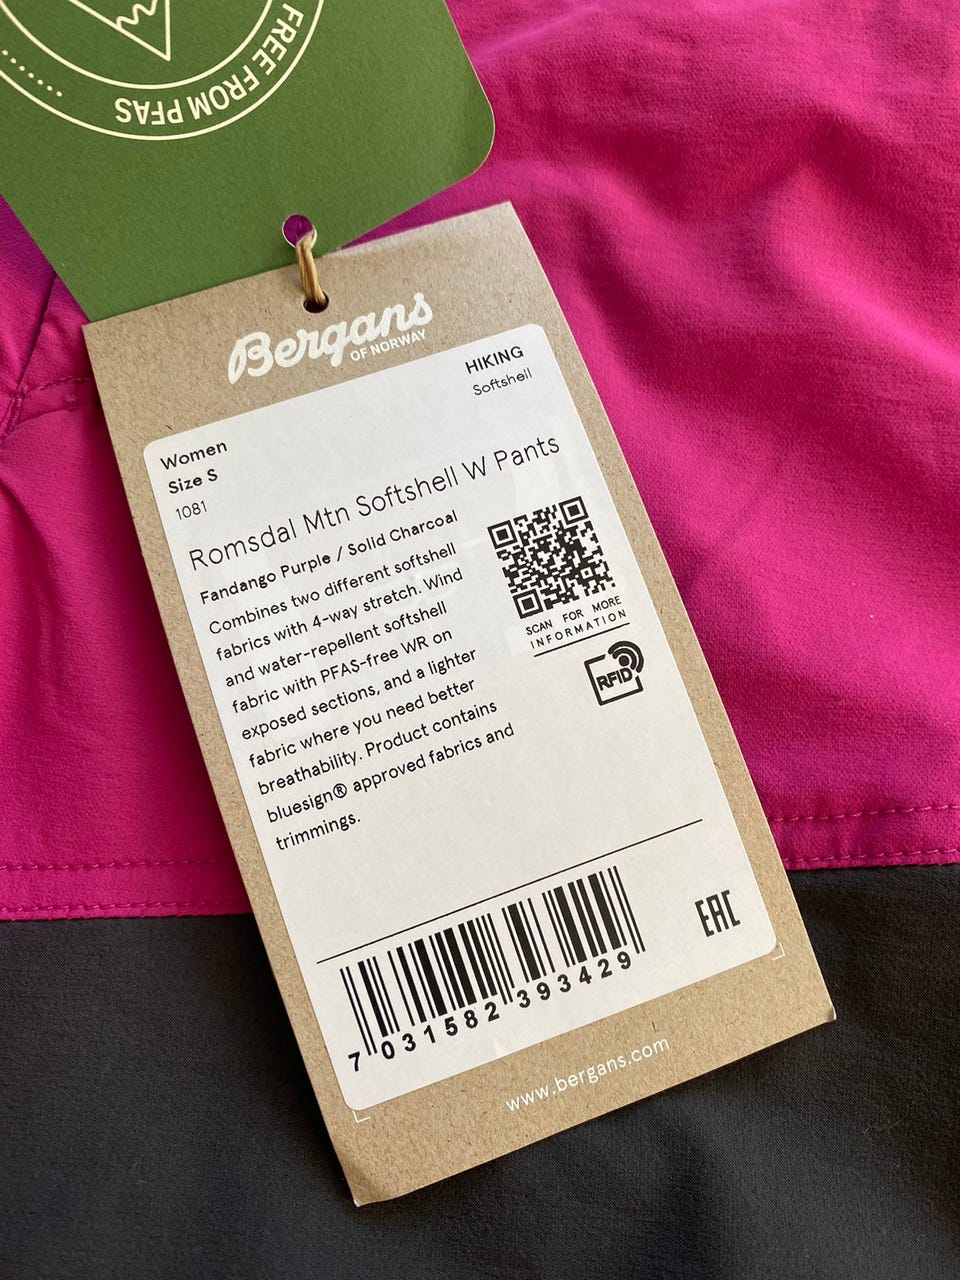 FREE FROM PFAS
Bergans
OF NORWAY
HIKING
Softshell
Women
Size S
1081
Romsdal Mtn Softshell W Pants
Fandango Purple / Solid Charcoal
Combines two different softshell
fabrics with 4-way stretch. Wind
and water-repellent softshell
fabric with PFAS-free WR on
exposed sections, and a lighter
fabric where you need better
breathability. Product contains
bluesign® approved fabrics and
trimmings.
SCAN FOR MORE
INFORMATION
RFID
EAC
7 031582 393429
www.bergans.com